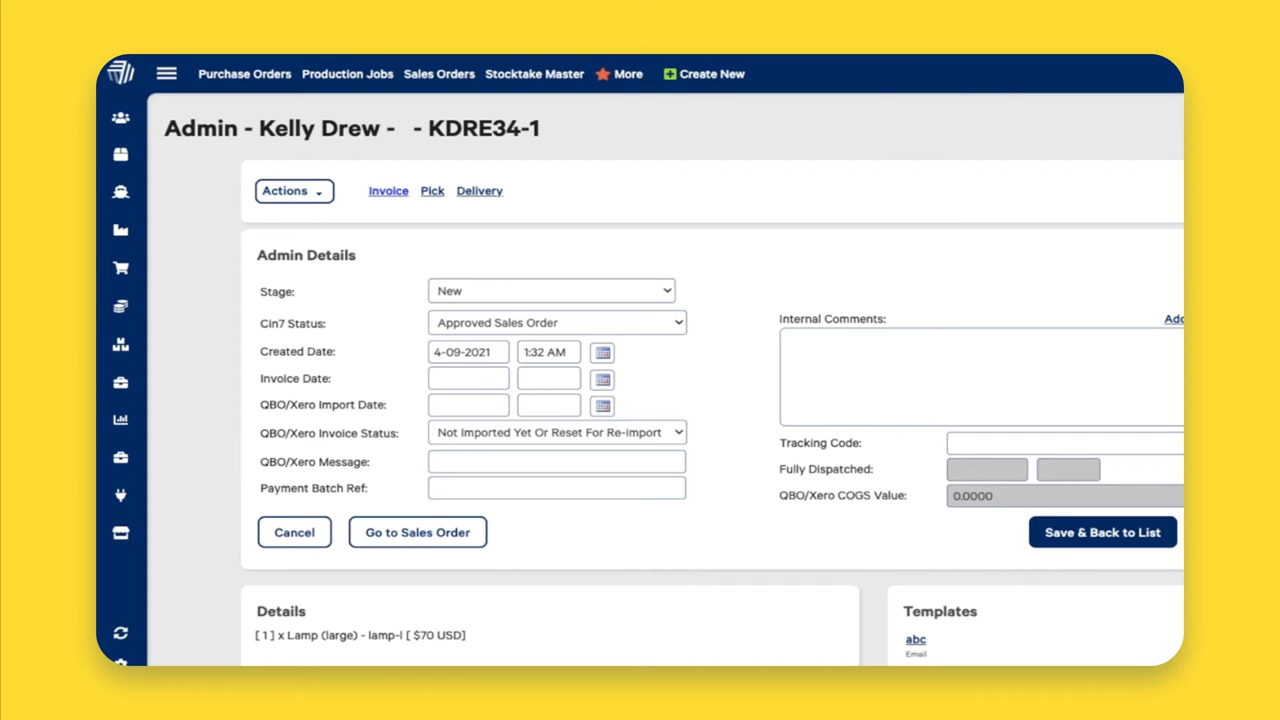 Purchase Orders Production Jobs Sales Orders Stocktake Master More Create New
Admin - Kelly Drew - - KDRE34-1
Actions Invoice Pick Delivery
Admin Details
Stage: New
Cin7 Status: Approved Sales Order
Created Date: 4-09-2021 1:32 AM
Invoice Date:
QBO/Xero Import Date:
QBO/Xero Invoice Status: Not Imported Yet Or Reset For Re-import
QBO/Xero Message:
Payment Batch Ref:
Internal Comments: Add
Tracking Code:
Fully Dispatched:
QBO/Xero COGS Value: 0.0000
Cancel Go to Sales Order Save & Back to List
Details
[ 1 ] x Lamp (large) - lamp-l [ $70 USD]
Templates
abc
Email